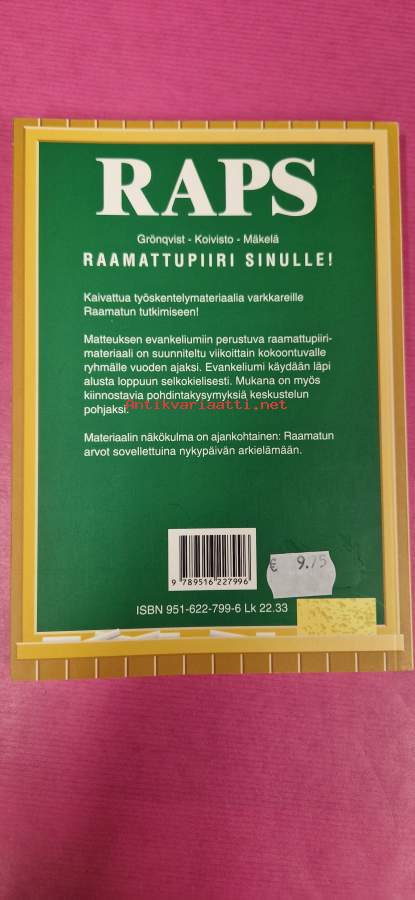 RAPS
Grönqvist - Koivisto - Mäkelä
RAAMATTUPIIRI SINULLE!
Kaivattua työskentelymateriaalia varkkareille
Raamatun tutkimiseen!
Matteuksen evankeliumiin perustuva raamattupiiri-
materiaali on suunniteltu viikoittain kokoontuvalle
ryhmälle vuoden ajaksi. Evankeliumi käydään läpi
alusta loppuun selkokielisesti. Mukana on myös
kiinnostavia pohdintakysymyksiä keskustelun
pohjaksi.
Antikvariaatti.net
Materiaalin näkökulma on ajankohtainen: Raamatun
arvot sovellettuina nykypäivän arkielämään.
€ 9.75
9 789516 227996
ISBN 951-622-799-6 Lk 22.33